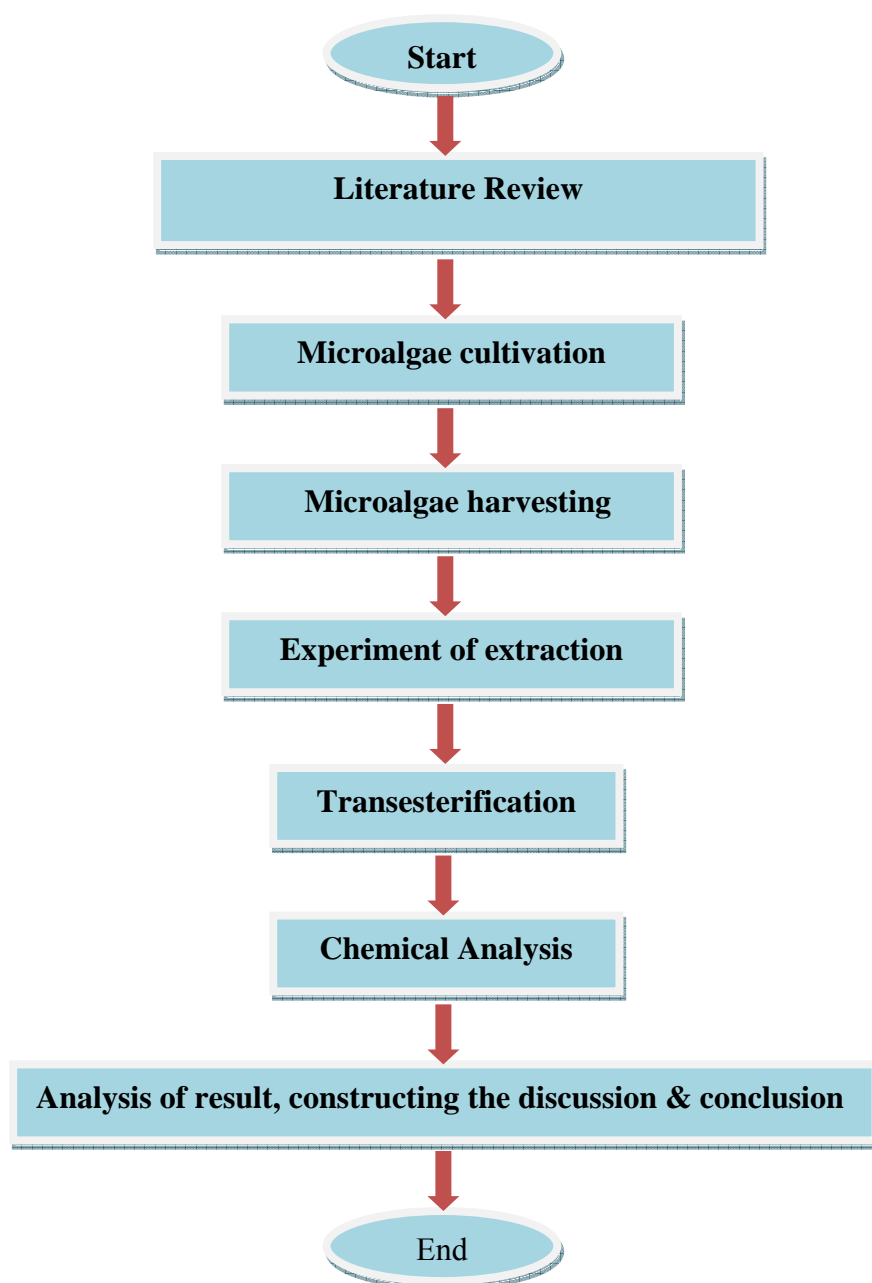 Start
Literature Review
Microalgae cultivation
Microalgae harvesting
Experiment of extraction
Transesterification
Chemical Analysis
Analysis of result, constructing the discussion & conclusion
End